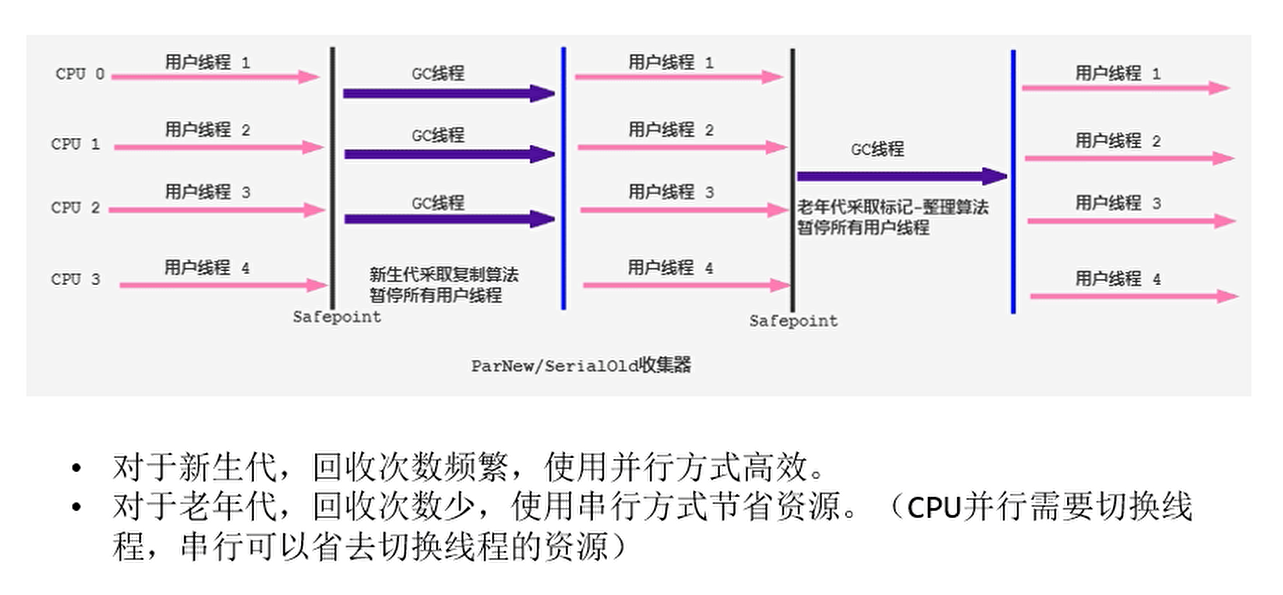 用户线程 1
GC线程
用户线程 1
用户线程 1
CPU 0
用户线程 2
GC线程
用户线程 2
用户线程 2
CPU 1
GC线程
用户线程 3
GC线程
用户线程 3
用户线程 3
CPU 2
老年代采取标记-整理算法
暂停所有用户线程
用户线程 4
用户线程 4
用户线程 4
CPU 3
新生代采取复制算法
暂停所有用户线程
Safepoint
Safepoint
ParNew/SerialOld收集器
• 对于新生代，回收次数频繁，使用并行方式高效。
• 对于老年代，回收次数少，使用串行方式节省资源。（CPU并行需要切换线
程，串行可以省去切换线程的资源）